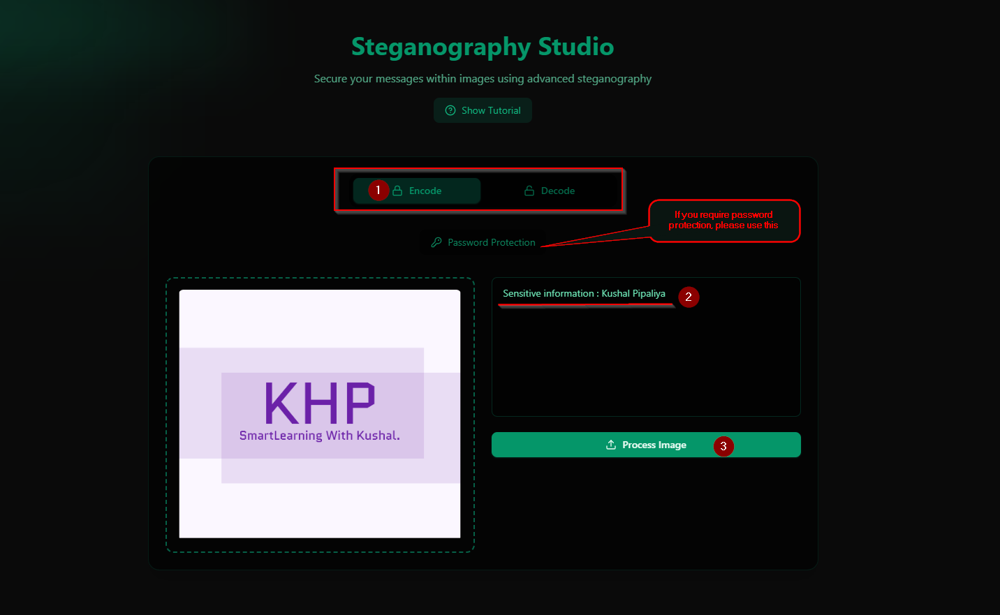 Steganography Studio
Secure your messages within images using advanced steganography
Show Tutorial
1 Encode
Decode
If you require password
protection, please use this
Password Protection
KHP
SmartLearning With Kushal.
Sensitive information : Kushal Pipaliya 2
Process Image 3